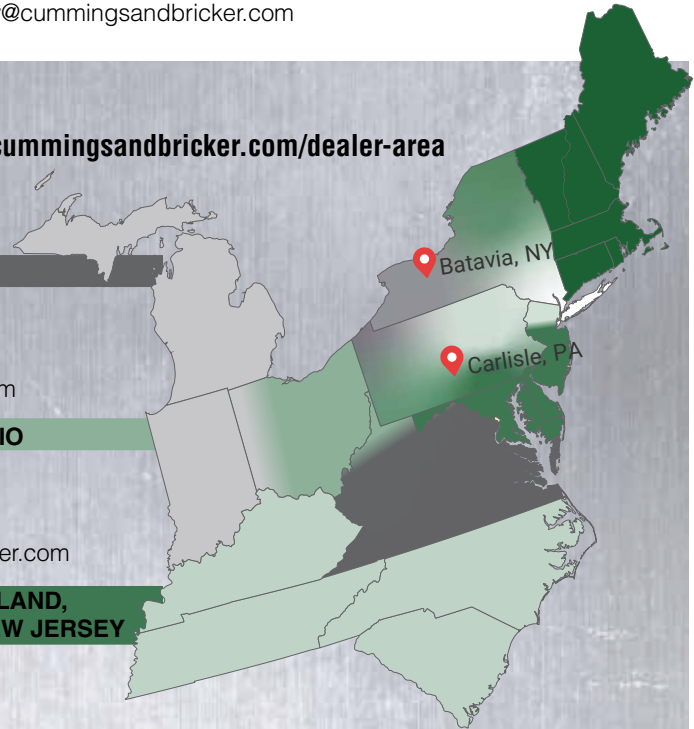 @cummingsandbricker.com
cummingsandbricker.com/dealer-area
Batavia, NY
Carlisle, PA
m
IO
er.com
LAND,
W JERSEY